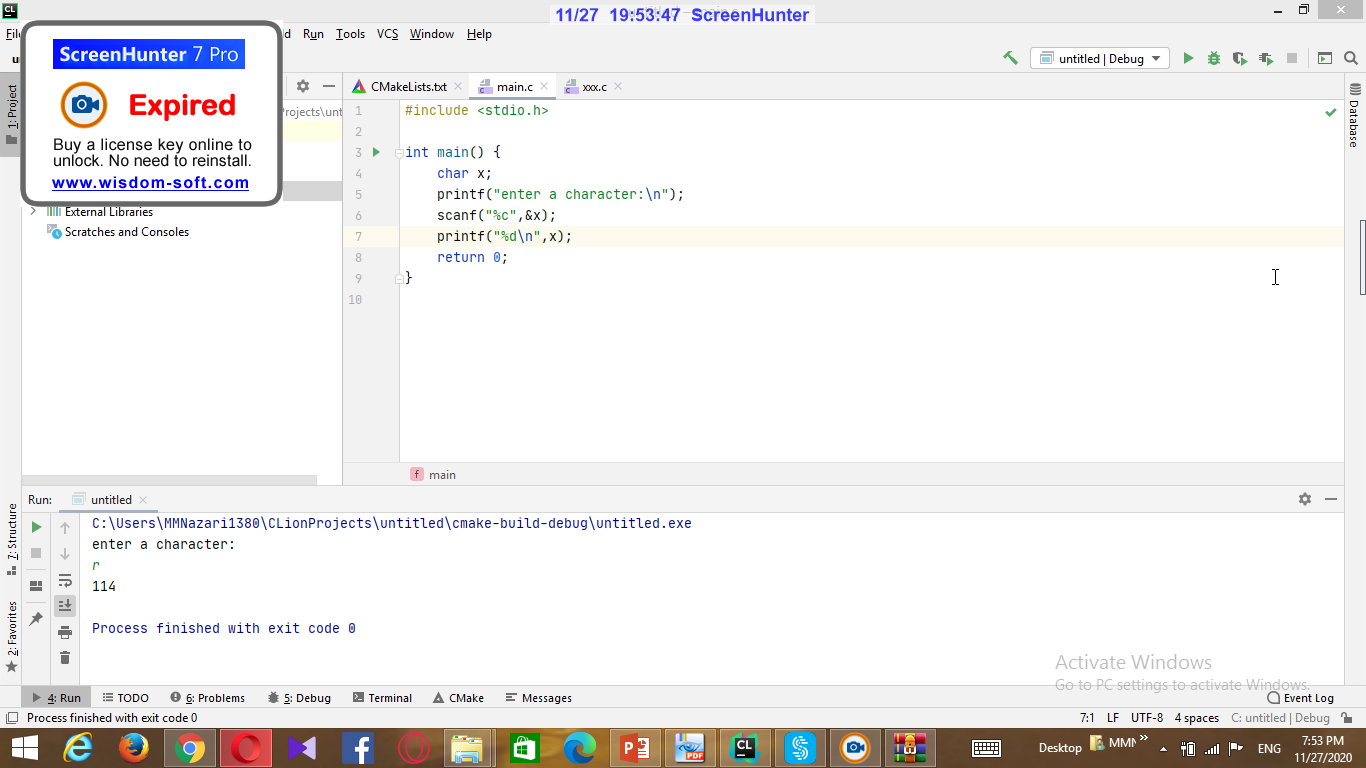 11/27 19:53:47 ScreenHunter
Run Tools VCS Window Help
ScreenHunter 7 Pro
Expired
Buy a license key online to
unlock. No need to reinstall.
www.wisdom-soft.com
untitled | Debug
1: Project
rojects\unt
External Libraries
Scratches and Consoles
CMakeLists.txt main.c xxx.c
1 #include <stdio.h>
2
3 int main() {
4 char x;
5 printf("enter a character:\n");
6 scanf("%c",&x);
7 printf("%d\n",x);
8 return 0;
9 }
10
Database
f main
Run: untitled
7: Structure
2: Favorites
C:\Users\MMNazari1380\CLionProjects\untitled\cmake-build-debug\untitled.exe
enter a character:
r
114
Process finished with exit code 0
Activate Windows
Go to PC settings to activate Windows.
4: Run TODO 6: Problems 5: Debug Terminal CMake Messages Event Log
Process finished with exit code 0 7:1 LF UTF-8 4 spaces C: untitled | Debug
Desktop MMN ENG 7:53 PM
11/27/2020